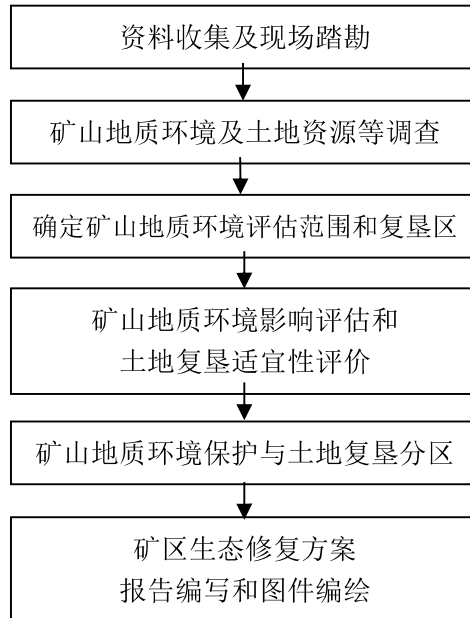 资料收集及现场踏勘
矿山地质环境及土地资源等调查
确定矿山地质环境评估范围和复垦区
矿山地质环境影响评估和
土地复垦适宜性评价
矿山地质环境保护与土地复垦分区
矿区生态修复方案
报告编写和图件编绘